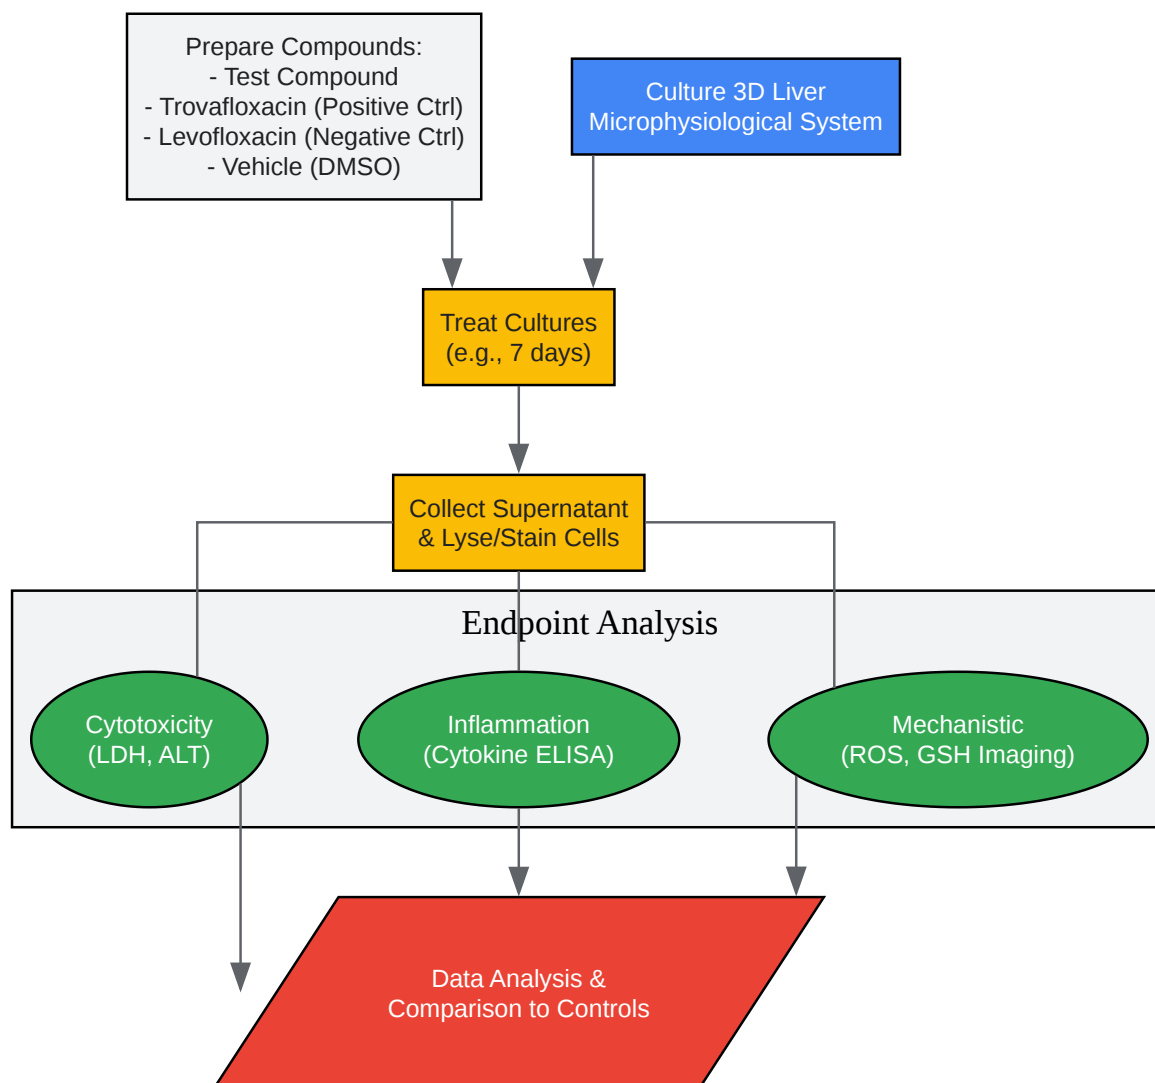 Prepare Compounds:
- Test Compound
- Trovafloxacin (Positive Ctrl)
- Levofloxacin (Negative Ctrl)
- Vehicle (DMSO)
Culture 3D Liver
Microphysiological System
Treat Cultures
(e.g., 7 days)
Collect Supernatant
& Lyse/Stain Cells
Endpoint Analysis
Cytotoxicity
(LDH, ALT)
Inflammation
(Cytokine ELISA)
Mechanistic
(ROS, GSH Imaging)
Data Analysis &
Comparison to Controls